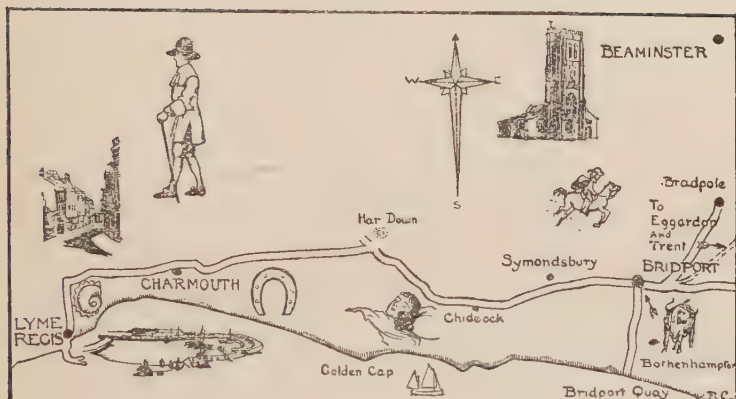 BEAMINSTER
W
E
S
Bradpole
To
Eggardon
And
Trent
Har Down
Symondsbury
BRIDPORT
CHARMOUTH
Chideock
LYME
REGIS
Bothenhampton
Golden Cap
Bridport Quay